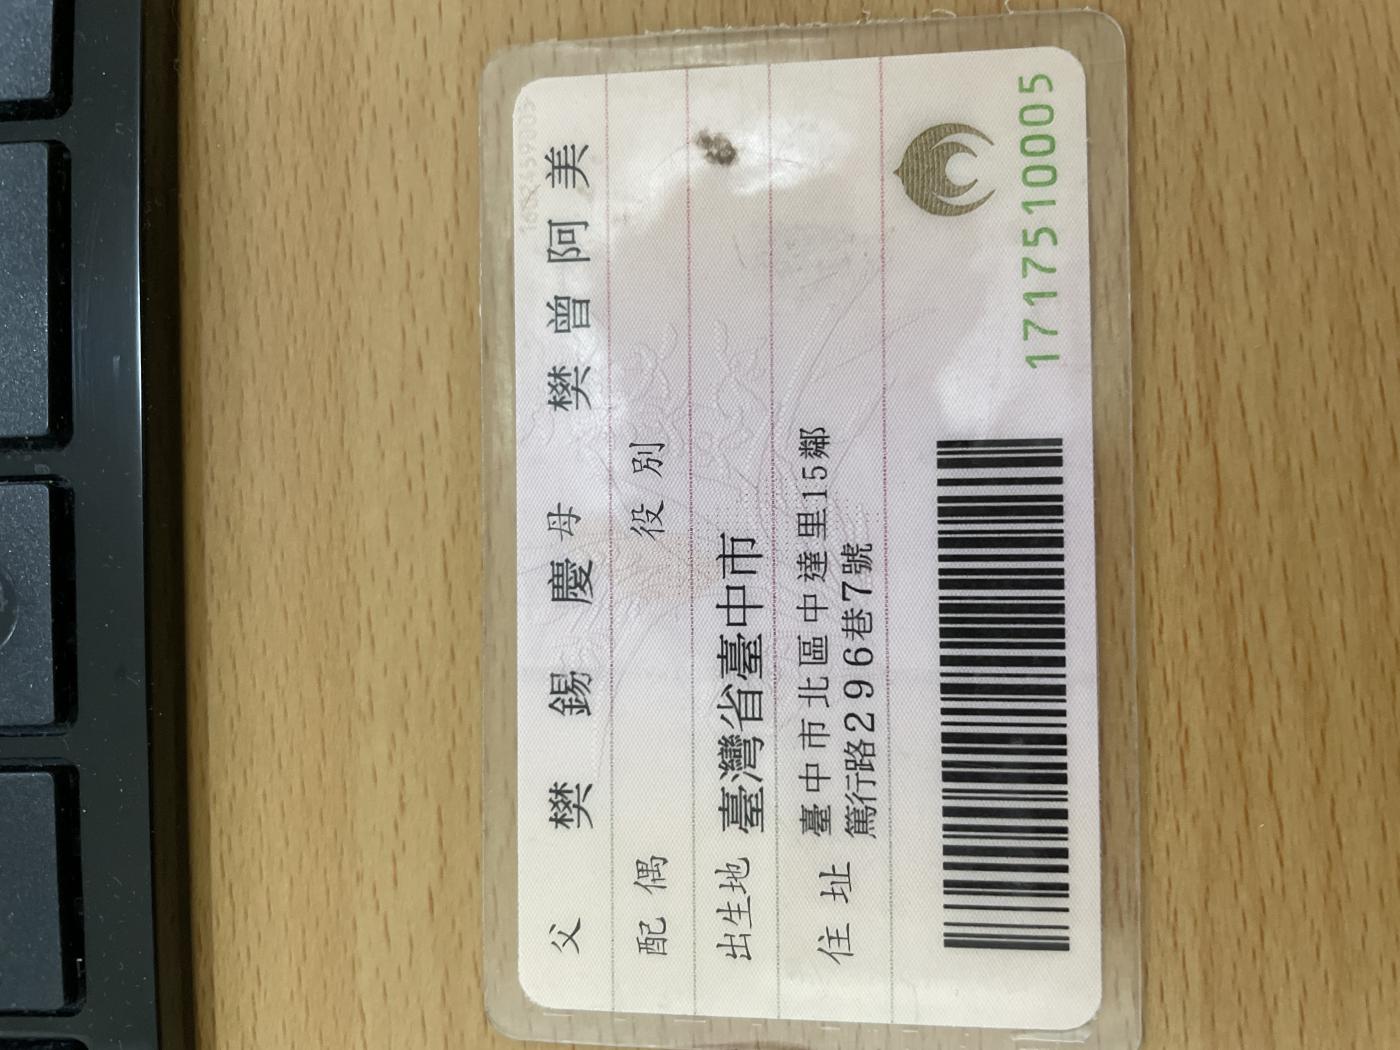 父 樊 錫 慶 母 樊 曾 阿 美
配偶 役別
出生地 臺灣省臺中市
住址 臺中市北區中達里15鄰
篤行路296巷7號
1717510005